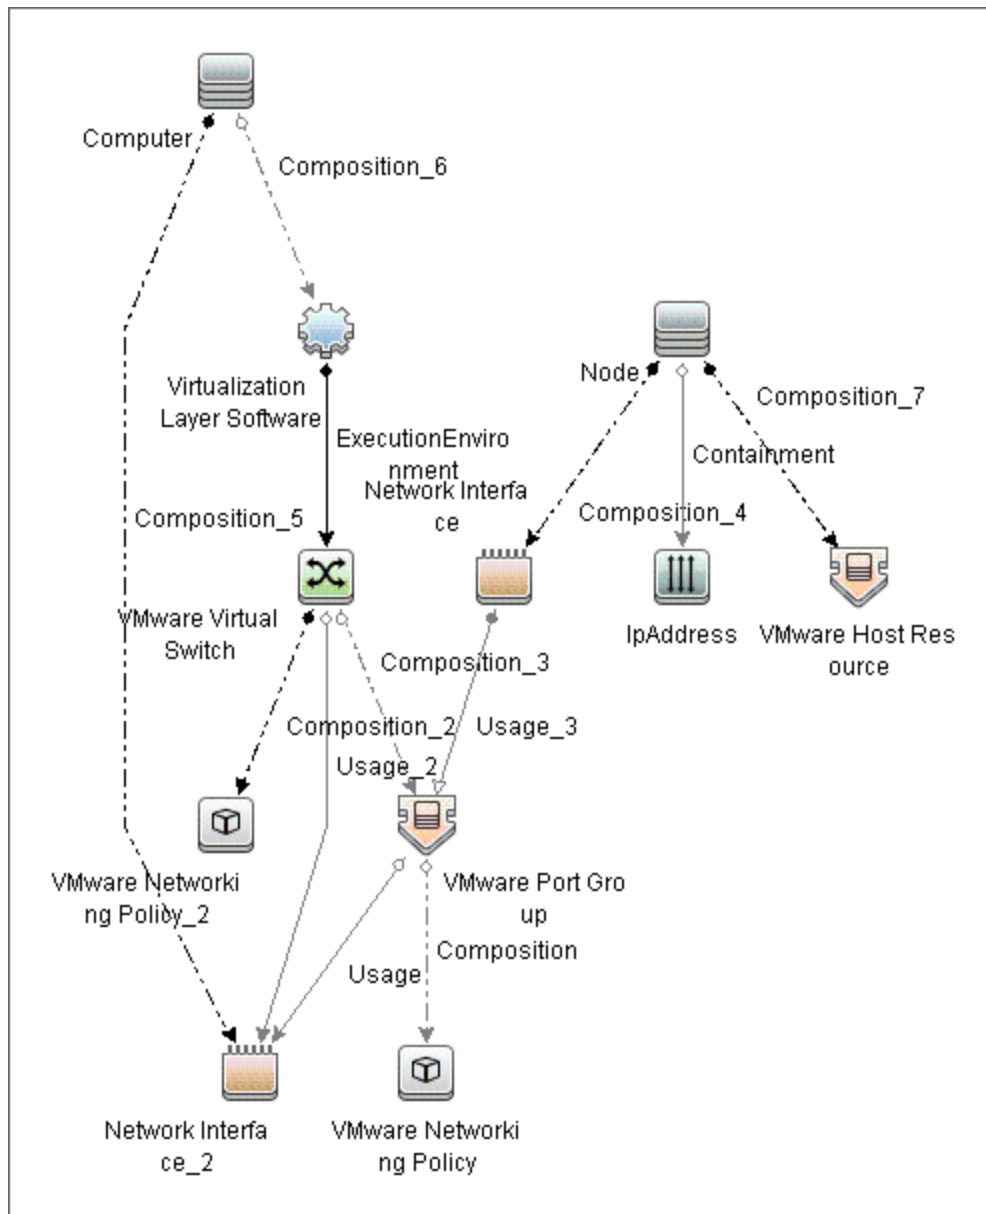 Computer
Composition_6
Node
Virtualization
Layer Software
Composition_7
ExecutionEnviro
nment
Containment
Network Interfa
ce
Composition_5
Composition_4
VMware Virtual
Switch
IpAddress
VMware Host Res
ource
Composition_3
Composition_2
Usage_3
Usage_2
VMware Networki
ng Policy_2
VMware Port Gro
up
Composition
Usage
Network Interfa
ce_2
VMware Networki
ng Policy